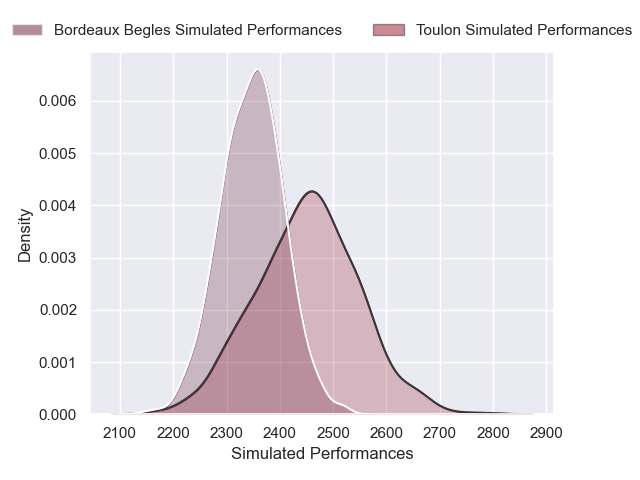 Bordeaux Begles Simulated Performances
Toulon Simulated Performances
0.006
0.005
0.004
0.003
0.002
0.001
0.000
Density
2100 2200 2300 2400 2500 2600 2700 2800 2900
Simulated Performances